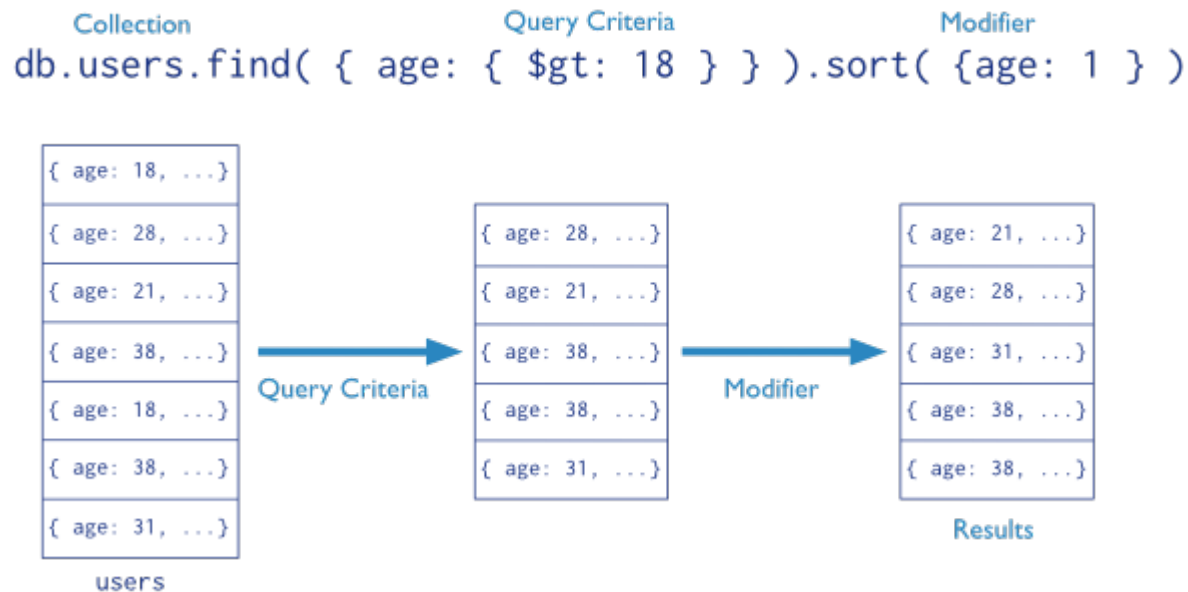 Collection Query Criteria Modifier
db.users.find( { age: { $gt: 18 } } ).sort( {age: 1 } )
{ age: 18, ...}
{ age: 28, ...}
{ age: 21, ...}
{ age: 38, ...}
{ age: 18, ...}
{ age: 38, ...}
{ age: 31, ...}
users
Query Criteria
{ age: 28, ...}
{ age: 21, ...}
{ age: 38, ...}
{ age: 38, ...}
{ age: 31, ...}
Modifier
{ age: 21, ...}
{ age: 28, ...}
{ age: 31, ...}
{ age: 38, ...}
{ age: 38, ...}
Results